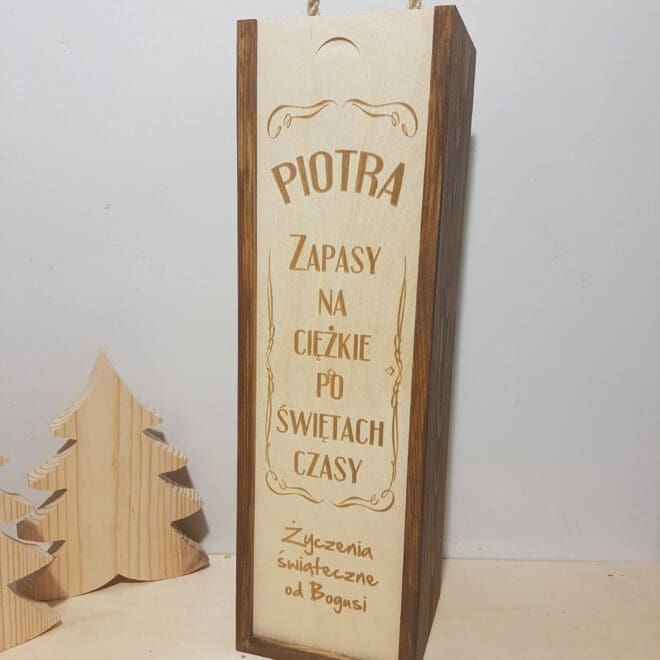 PIOTRA
ZAPASY
NA
CIĘŻKIE
PO
ŚWIĘTACH
CZASY
Życzenia
świąteczne
od Bogusi